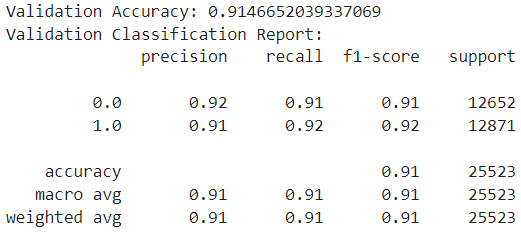 Validation Accuracy: 0.9146652039337069
Validation Classification Report:
precision recall f1-score support
0.0 0.92 0.91 0.91 12652
1.0 0.91 0.92 0.92 12871
accuracy 0.91 25523
macro avg 0.91 0.91 0.91 25523
weighted avg 0.91 0.91 0.91 25523